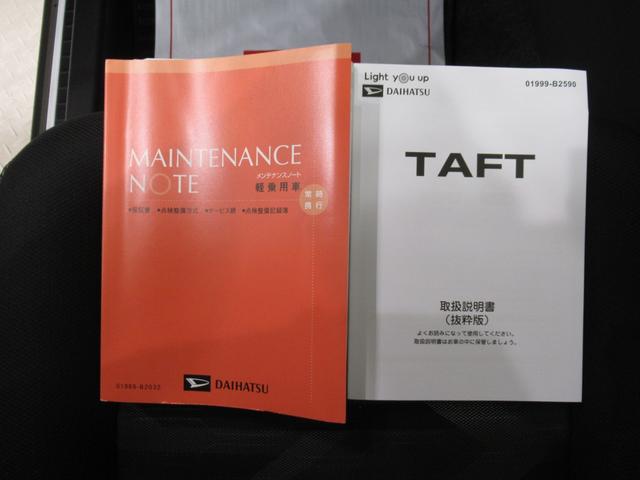 MAINTENANCE
NOTE
メンテナンスノート
軽乗用車
常時
携行
●保証書 ●点検整備方式 ●サービス網 ●点検整備記録簿
01999-B2032
DAIHATSU
Light you up
DAIHATSU
01999-B2590
TAFT
取扱説明書
(抜粋版)
よくお読みになって使用してください。
取扱説明書はお車の中に保管しましょう。